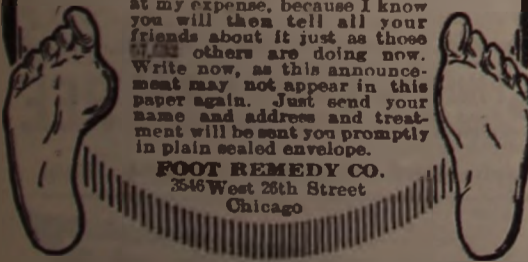 at my expense, because I know
you will then tell all your
friends about it just as those
others are doing now.
Write now, as this announce-
ment may not appear in this
paper again. Just send your
name and address and treat-
ment will be sent you promptly
in plain sealed envelope.
FOOT REMEDY CO.
3546 West 26th Street
Chicago